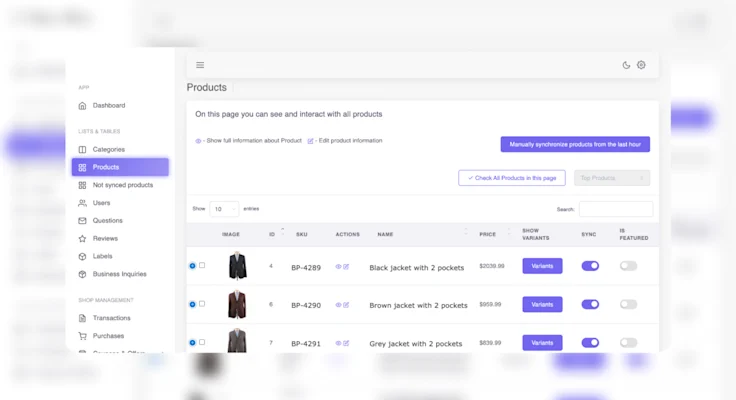 APP
Dashboard
LISTS & TABLES
Categories
Products
Not synced products
Users
Questions
Reviews
Labels
Business Inquiries
SHOP MANAGEMENT
Transactions
Purchases
Products
On this page you can see and interact with all products
- Show full information about Product - Edit product information
Manually synchronize products from the last hour
Check All Products in this page
Top Products
Show 10 entries
Search:
IMAGE ID SKU ACTIONS NAME PRICE SHOW VARIANTS SYNC IS FEATURED
4 BP-4289 Black jacket with 2 pockets $2039.99 Variants
6 BP-4290 Brown jacket with 2 pockets $959.99 Variants
7 BP-4291 Grey jacket with 2 pockets $839.99 Variants